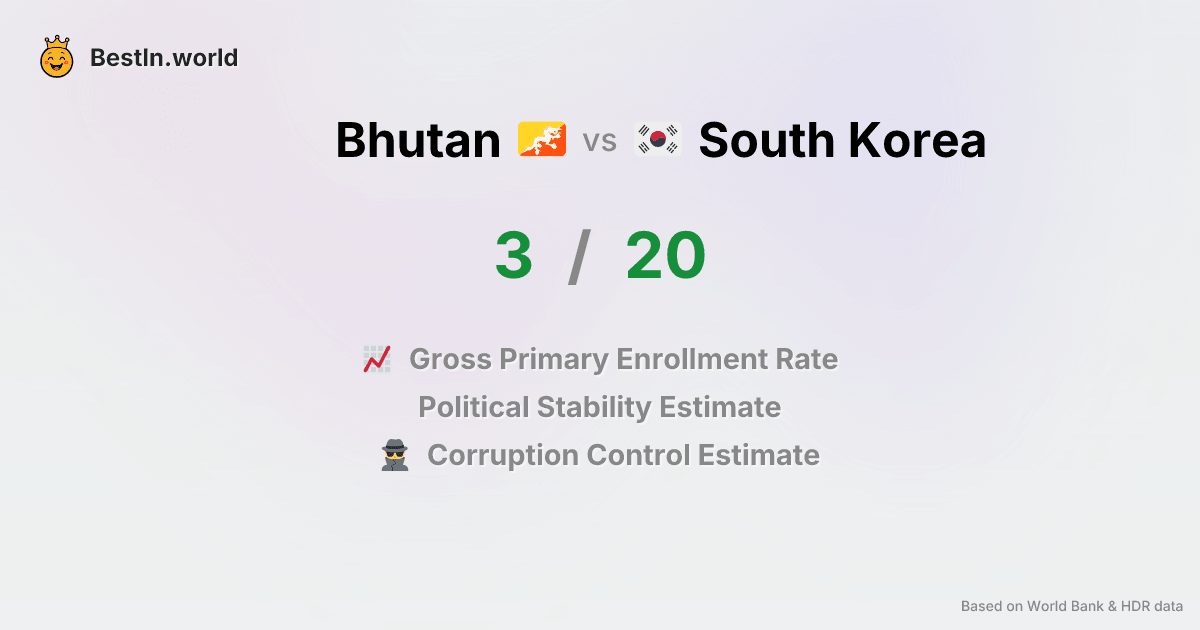 BestIn.world
Bhutan vs South Korea
3 / 20
Gross Primary Enrollment Rate
Political Stability Estimate
Corruption Control Estimate
Based on World Bank & HDR data